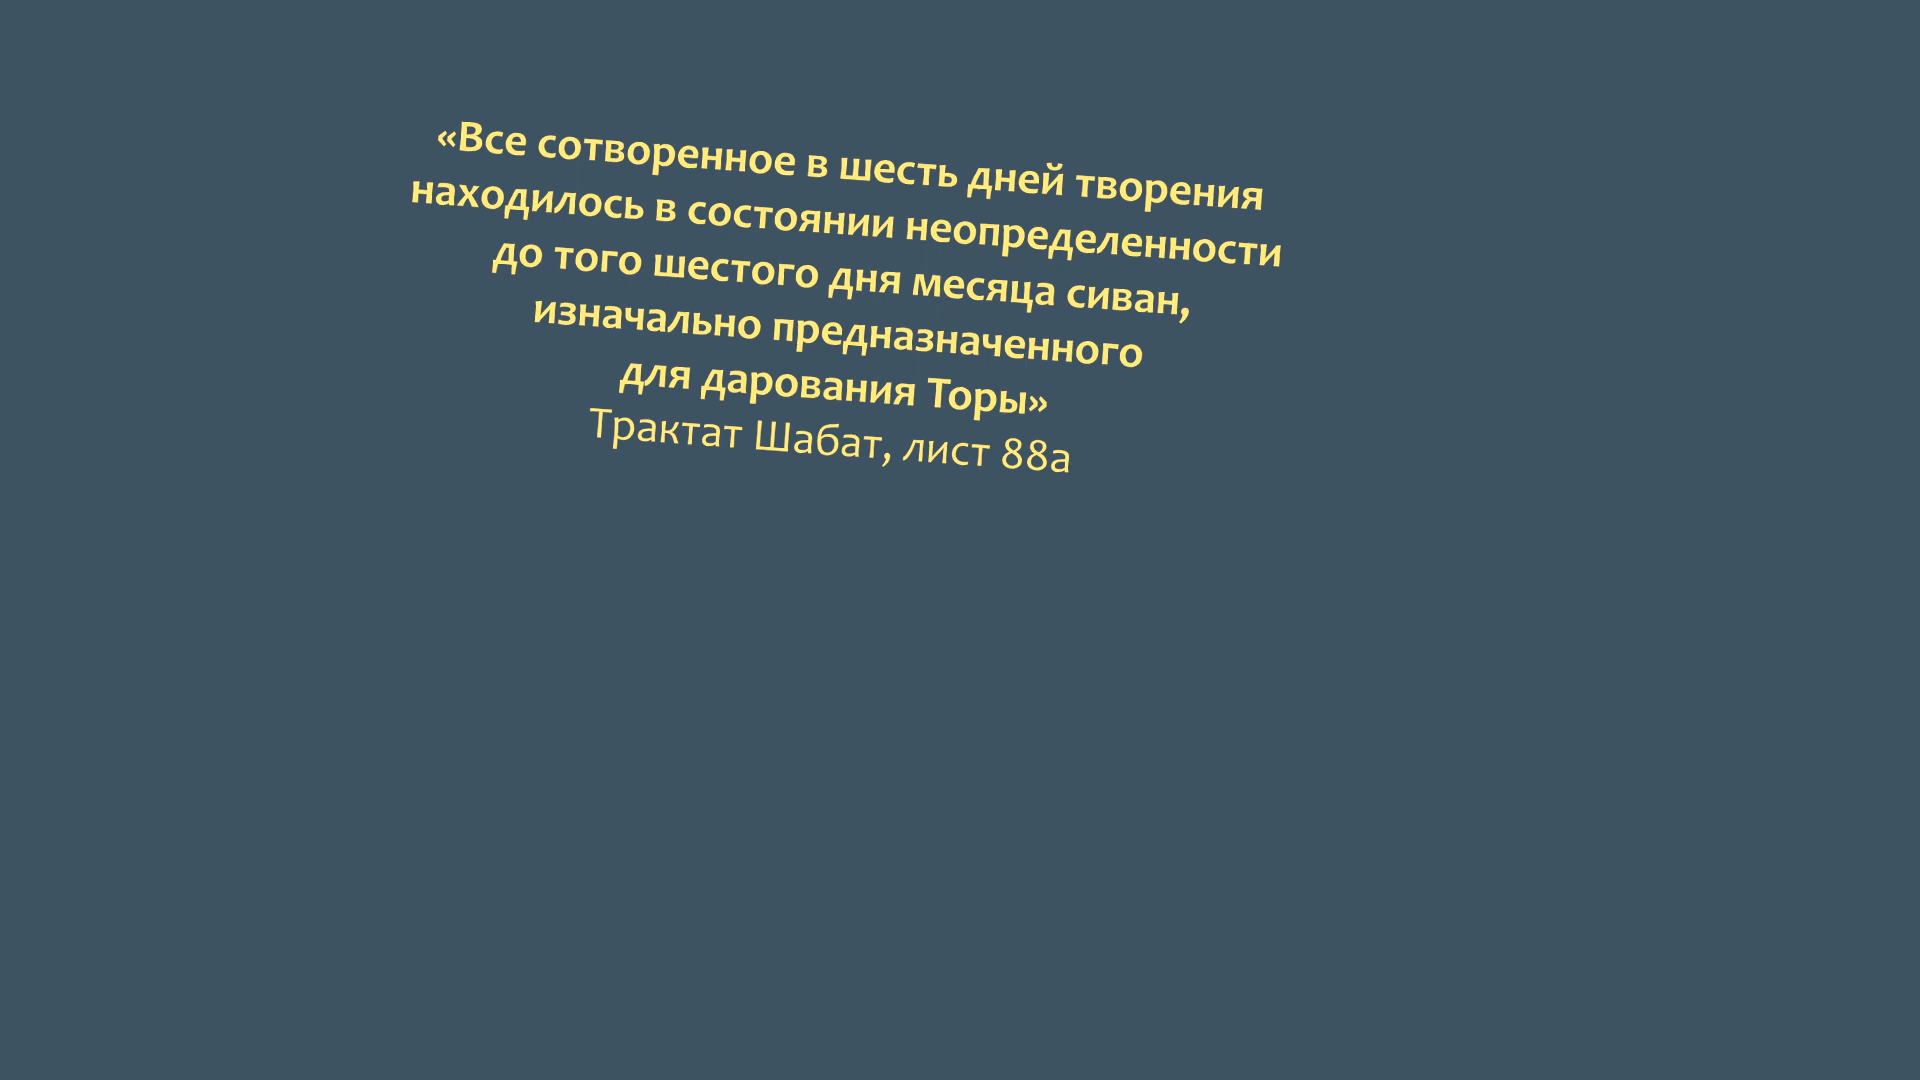 «Все сотворенное в шесть дней творения
находилось в состоянии неопределенности
до того шестого дня месяца сиван,
изначально предназначенного
для дарования Торы»
Трактат Шабат, лист 88а